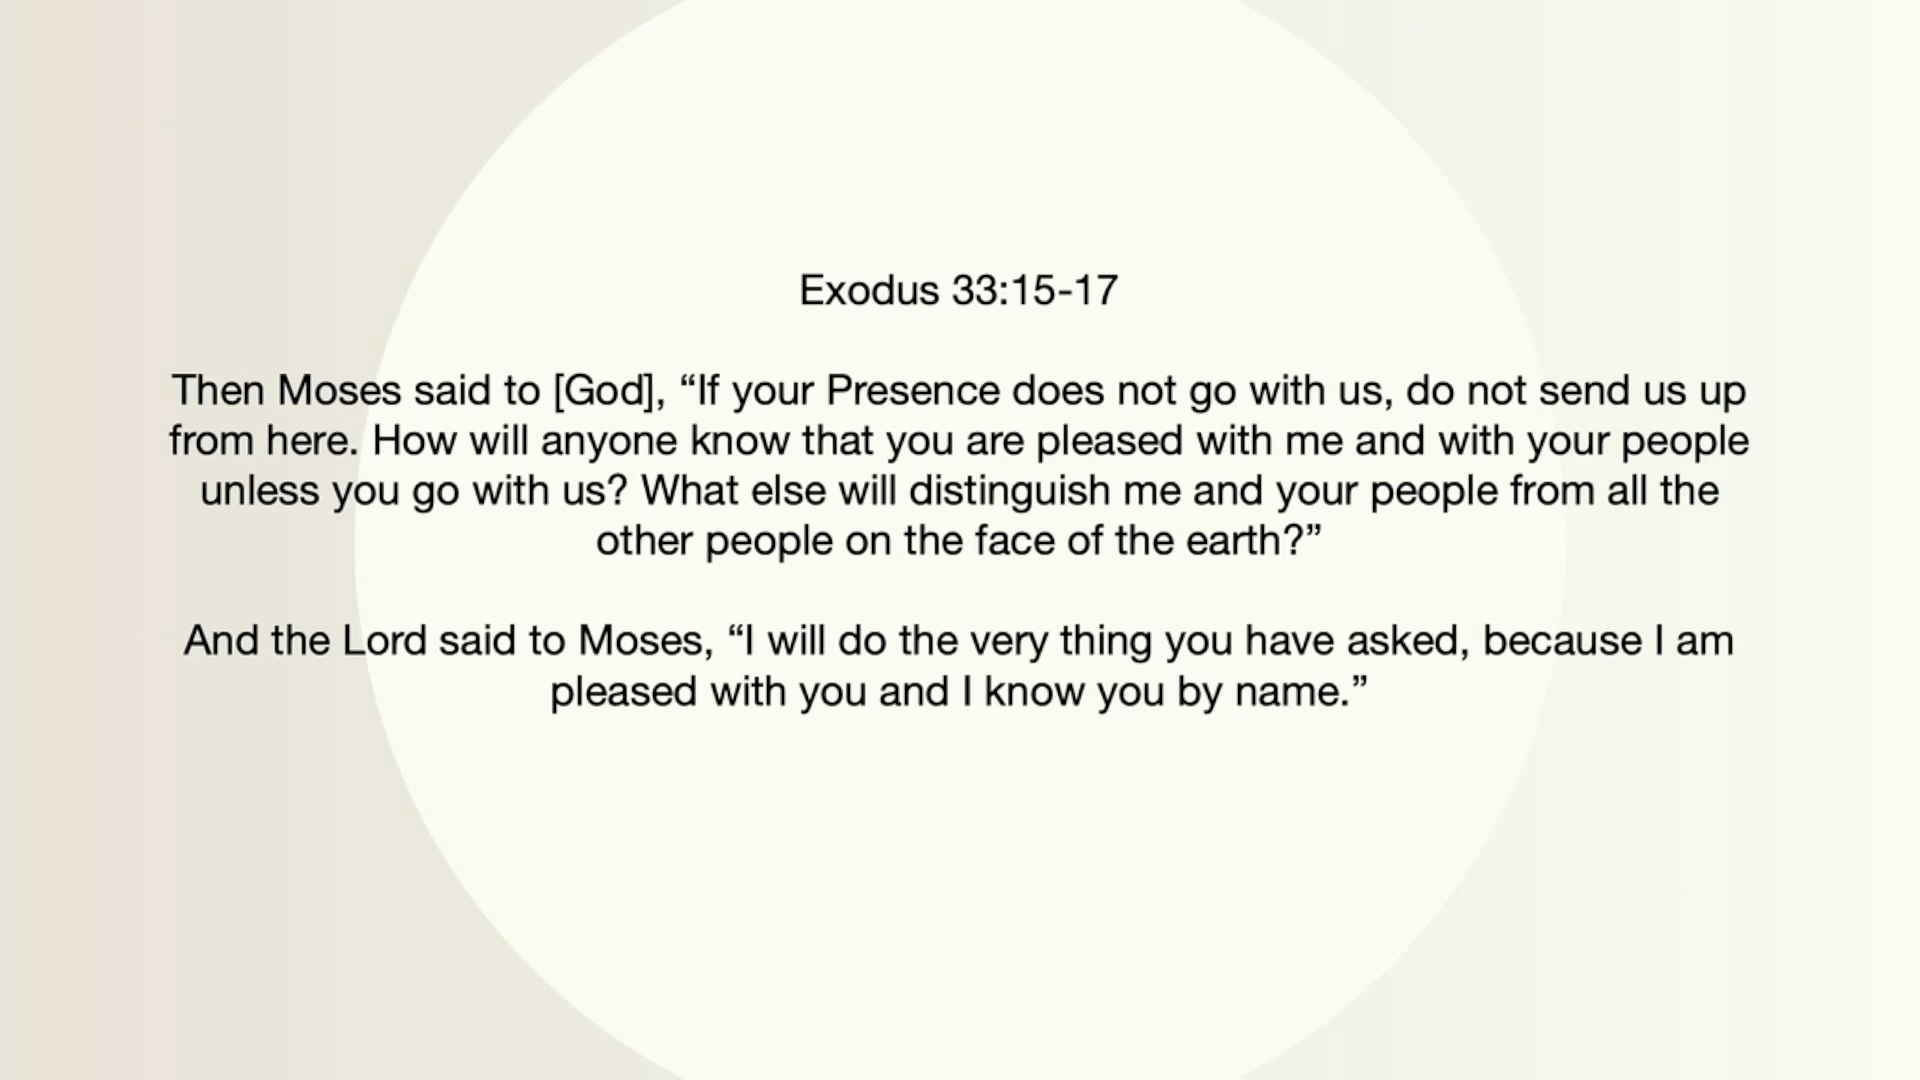 Exodus 33:15-17
Then Moses said to [God], “If your Presence does not go with us, do not send us up
from here. How will anyone know that you are pleased with me and with your people
unless you go with us? What else will distinguish me and your people from all the
other people on the face of the earth?”
And the Lord said to Moses, “I will do the very thing you have asked, because I am
pleased with you and I know you by name.”